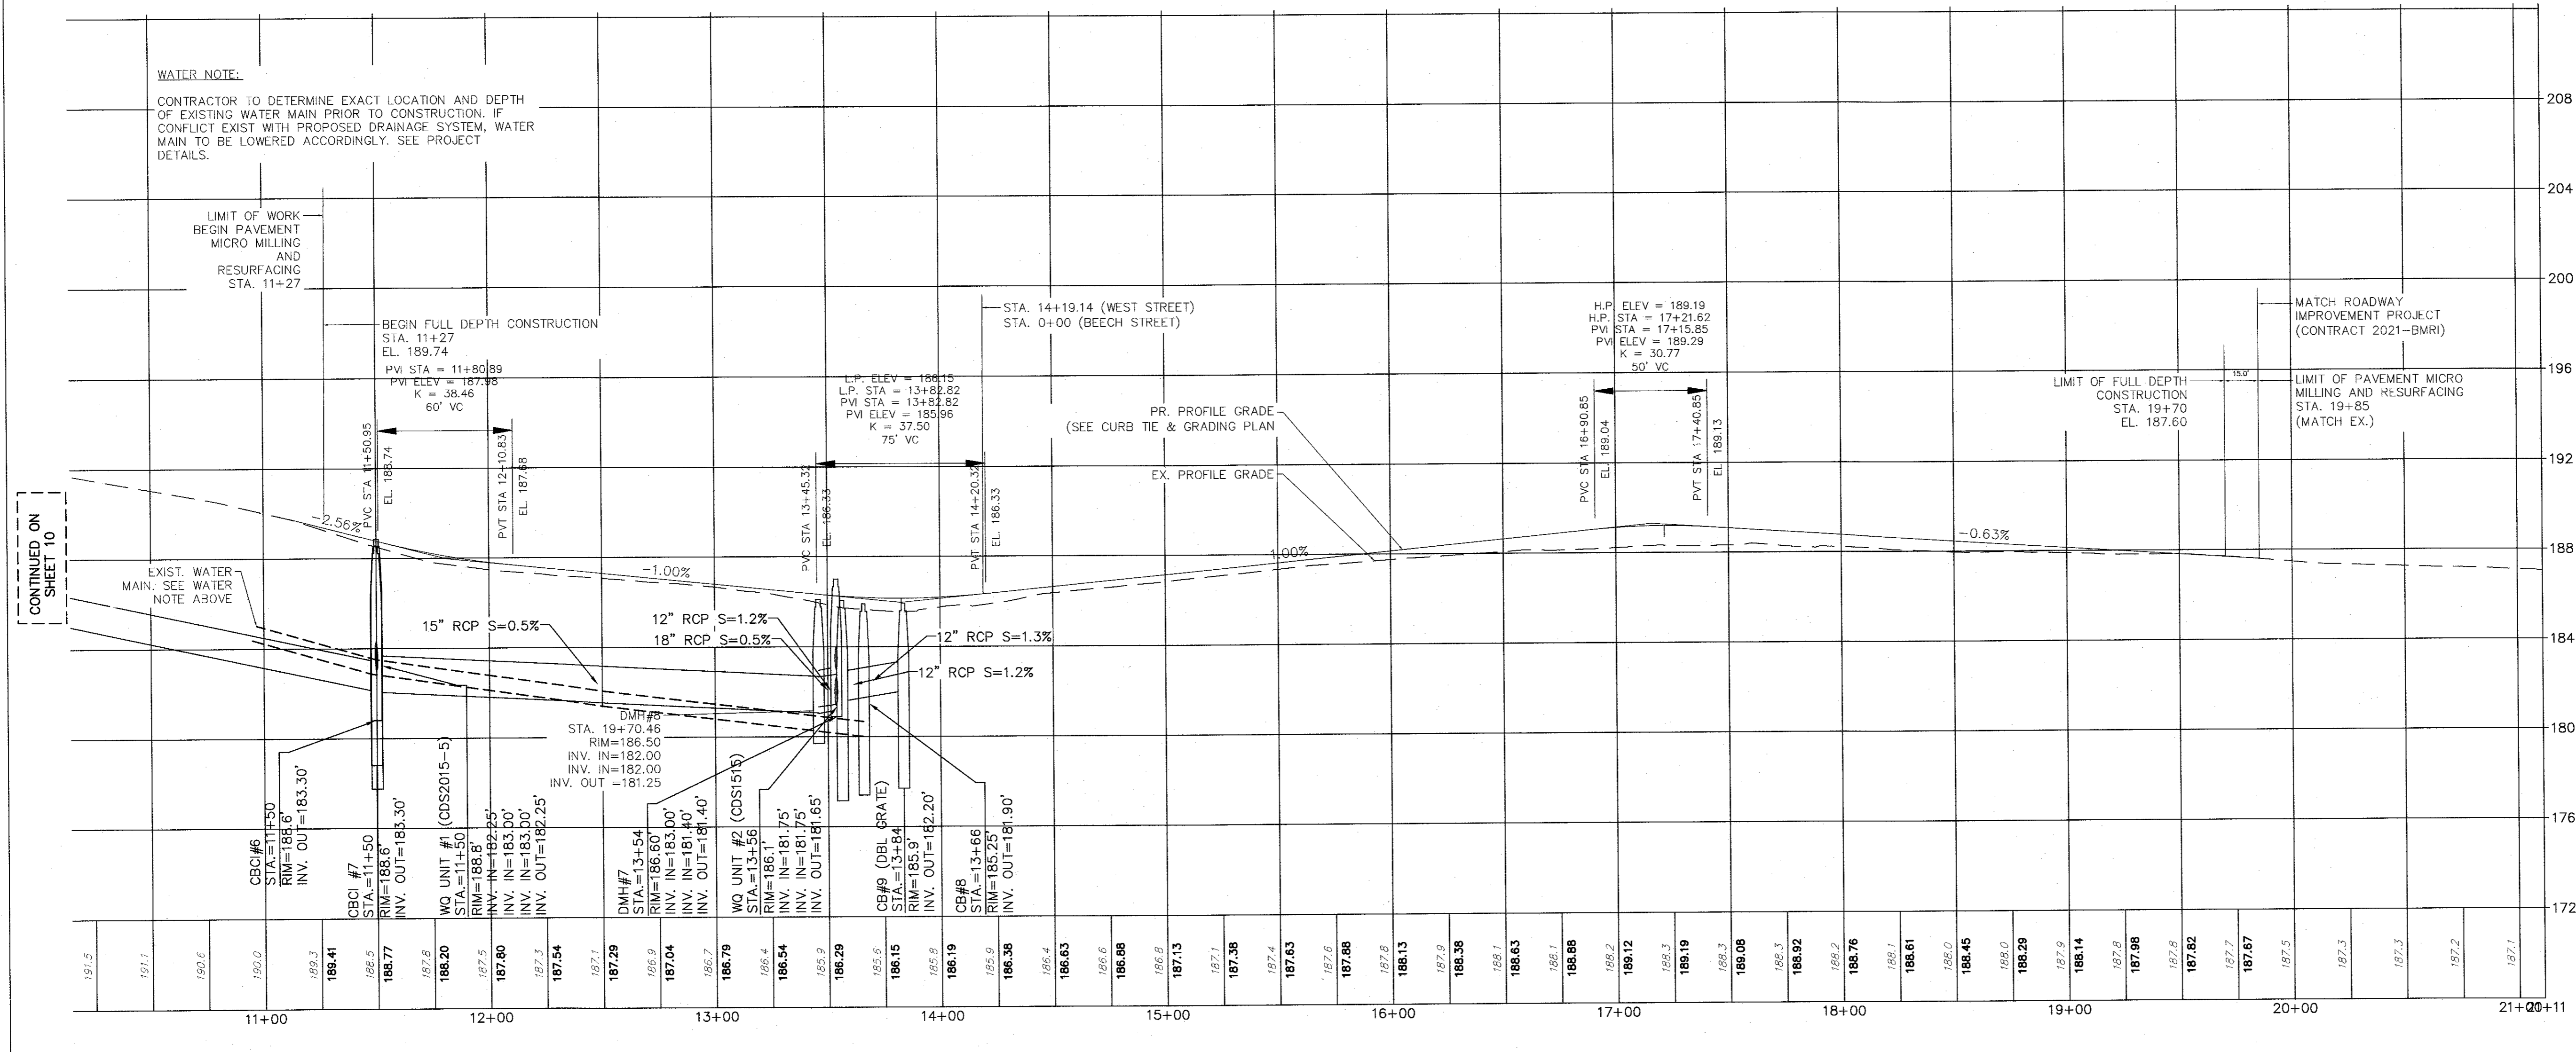 WATER NOTE:
CONTRACTOR TO DETERMINE EXACT LOCATION AND DEPTH
OF EXISTING WATER MAIN PRIOR TO CONSTRUCTION. IF
CONFLICT EXIST WITH PROPOSED DRAINAGE SYSTEM, WATER
MAIN TO BE LOWERED ACCORDINGLY. SEE PROJECT
DETAILS.
LIMIT OF WORK
BEGIN PAVEMENT
MICRO MILLING
AND
RESURFACING
STA. 11+27
BEGIN FULL DEPTH CONSTRUCTION
STA. 11+27
EL. 189.74
PVI STA = 11+80.89
PVI ELEV = 187.98
K = 38.46
60' VC
PVC STA 11+50.95
EL. 188.74
PVT STA 12+10.83
EL. 187.68
L.P. ELEV = 186.15
L.P. STA = 13+82.82
PVI STA = 13+82.82
PVI ELEV = 185.96
K = 37.50
75' VC
PVC STA 13+45.32
EL. 186.33
PVT STA 14+20.32
EL. 186.33
STA. 14+19.14 (WEST STREET)
STA. 0+00 (BEECH STREET)
PR. PROFILE GRADE
(SEE CURB TIE & GRADING PLAN
EX. PROFILE GRADE
H.P. ELEV = 189.19
H.P. STA = 17+21.62
PVI STA = 17+15.85
PVI ELEV = 189.29
K = 30.77
50' VC
PVC STA 16+90.85
EL. 189.04
PVT STA 17+40.85
EL. 189.13
MATCH ROADWAY
IMPROVEMENT PROJECT
(CONTRACT 2021-BMRI)
15.0'
LIMIT OF FULL DEPTH
CONSTRUCTION
STA. 19+70
EL. 187.60
LIMIT OF PAVEMENT MICRO
MILLING AND RESURFACING
STA. 19+85
(MATCH EX.)
208
204
200
196
192
188
184
180
176
172
CONTINUED ON
SHEET 10
-2.56%
-1.00%
1.00%
-0.63%
EXIST. WATER
MAIN. SEE WATER
NOTE ABOVE
15" RCP S=0.5%
12" RCP S=1.2%
18" RCP S=0.5%
12" RCP S=1.3%
12" RCP S=1.2%
DMH#8
STA. 19+70.46
RIM=186.50
INV. IN=182.00
INV. IN=182.00
INV. OUT =181.25
CBCI#6
STA.=11+50
RIM=188.6'
INV. OUT=183.30'
CBCI #7
STA.=11+50
RIM=188.6'
INV. OUT=183.30'
WQ UNIT #1 (CDS2015-5)
STA.=11+50
RIM=188.8'
INV. IN=182.25'
INV. IN=183.00'
INV. IN=183.00'
INV. OUT=182.25'
DMH#7
STA.=13+54
RIM=186.60'
INV. IN=183.00'
INV. IN=181.40'
INV. OUT=181.40'
WQ UNIT #2 (CDS1515)
STA.=13+56
RIM=186.1'
INV. IN=181.75'
INV. IN=181.75'
INV. OUT=181.65'
CB#9 (DBL GRATE)
STA.=13+84
RIM=185.9'
INV. OUT=182.20'
CB#8
STA.=13+66
RIM=185.25'
INV. OUT=181.90'
191.5
191.1
190.6
190.0
189.3
189.41
188.5
188.77
187.8
188.20
187.5
187.80
187.3
187.54
187.1
187.29
186.9
187.04
186.7
186.79
186.4
186.54
185.9
186.29
185.6
186.15
185.8
186.19
185.9
186.38
186.4
186.63
186.6
186.88
186.8
187.13
187.1
187.38
187.4
187.63
187.6
187.88
187.8
188.13
187.9
188.38
188.1
188.63
188.1
188.88
188.2
189.12
188.3
189.19
188.3
189.08
188.3
188.92
188.2
188.76
188.1
188.61
188.0
188.45
188.0
188.29
187.9
188.14
187.8
187.98
187.8
187.82
187.7
187.67
187.5
187.3
187.3
187.2
187.1
11+00
12+00
13+00
14+00
15+00
16+00
17+00
18+00
19+00
20+00
21+00
21+11